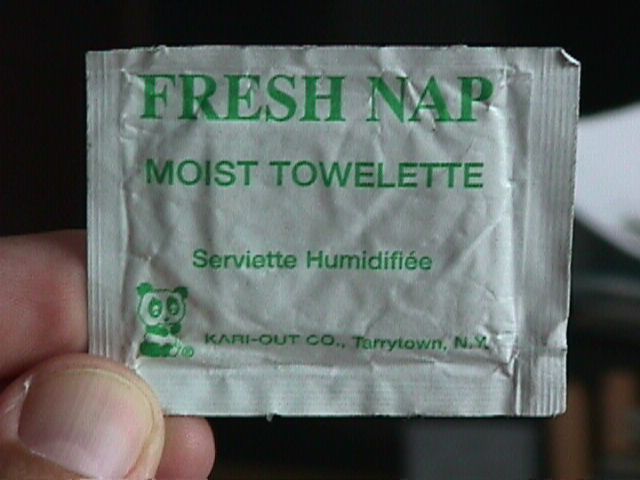 FRESH NAP
MOIST TOWELETTE
Serviette Humidifiée
® KARI-OUT CO., Tarrytown, N.Y.